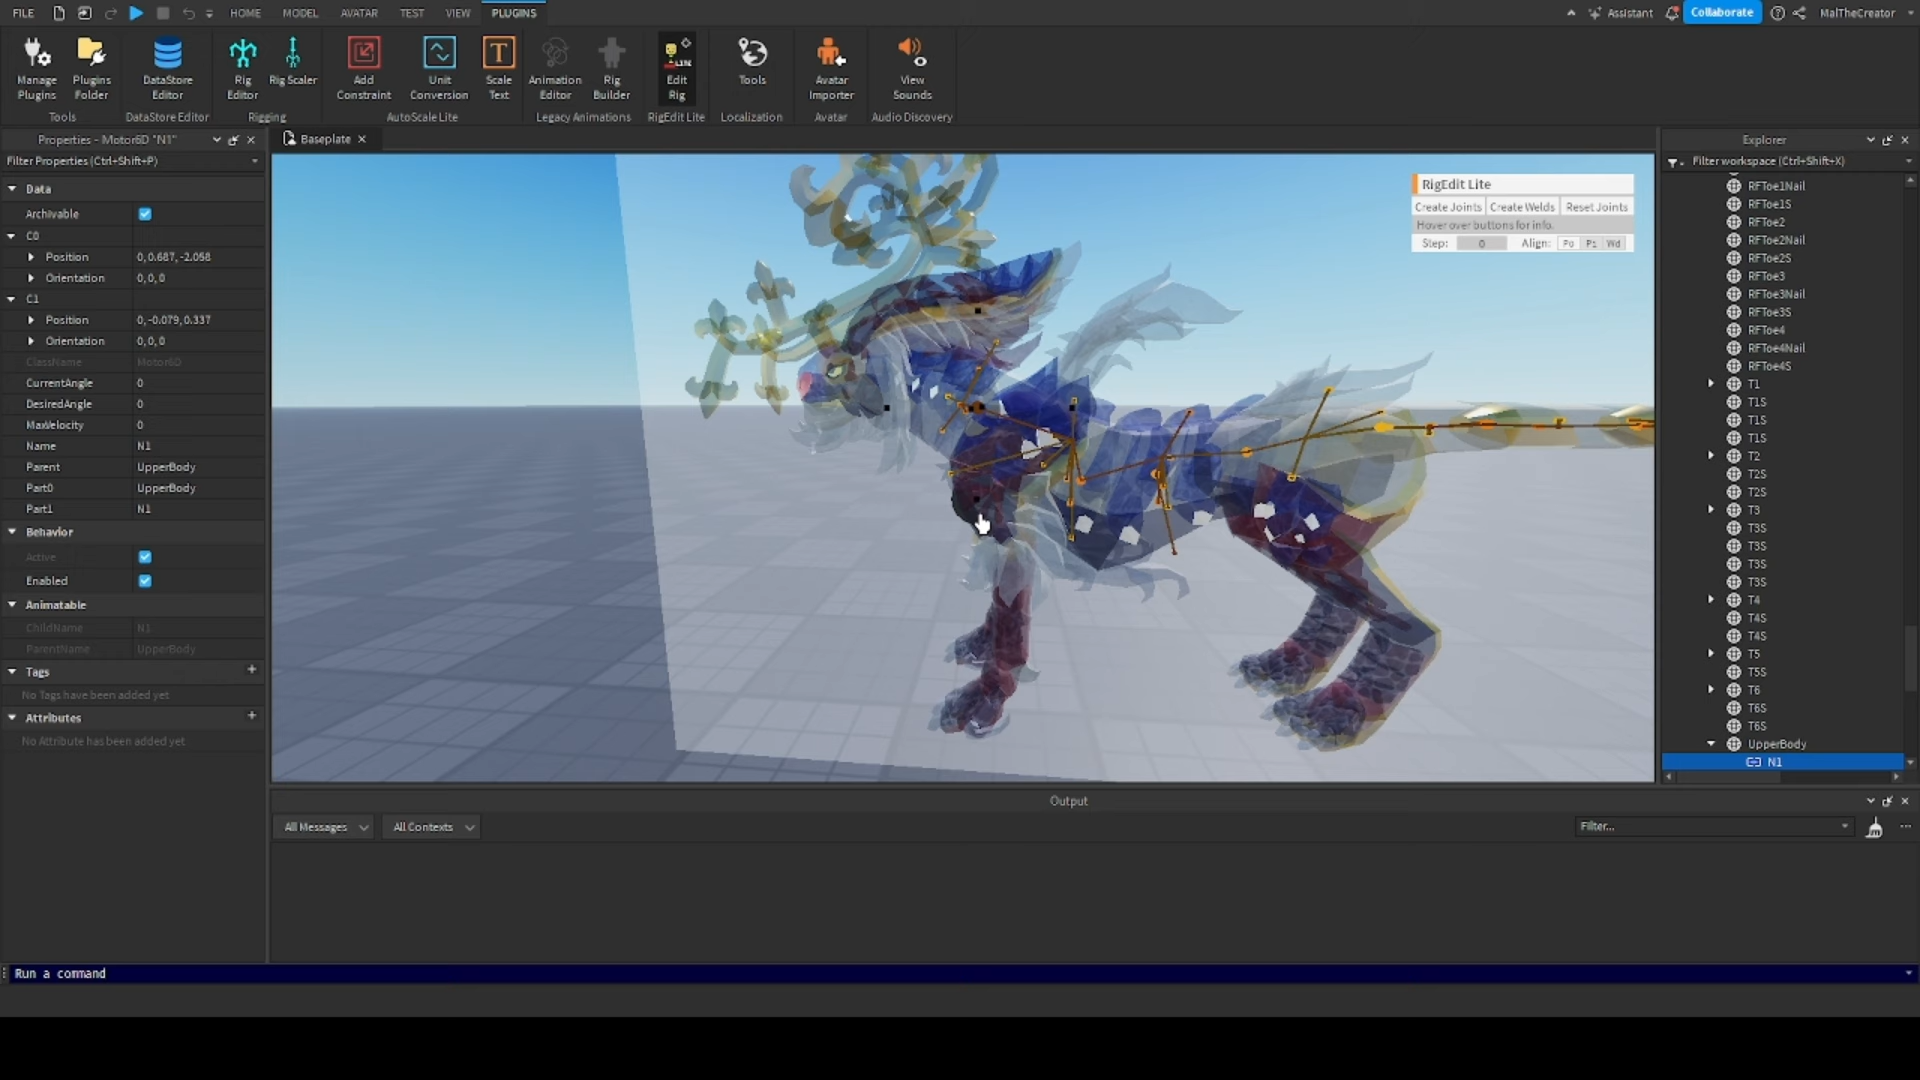 FILE HOME MODEL AVATAR TEST VIEW PLUGINS Assistant Collaborate MalTheCreator
Manage Plugins
Plugins Folder
DataStore Editor
Rig Editor
Rig Scaler
Add Constraint
Unit Conversion
Scale Text
Animation Editor
Rig Builder
Edit Rig
Tools
Avatar Importer
View Sounds
Tools DataStore Editor Rigging AutoScale Lite Legacy Animations RigEdit Lite Localization Avatar Audio Discovery
Properties - Motor6D "N1"
Filter Properties (Ctrl+Shift+P)
Data
Archivable
C0
Position 0,0.687,-2.058
Orientation 0,0,0
C1
Position 0,-0.079,0.337
Orientation 0,0,0
ClassName Motor6D
CurrentAngle 0
DesiredAngle 0
MaxVelocity 0
Name N1
Parent UpperBody
Part0 UpperBody
Part1 N1
Behavior
Active
Enabled
Animatable
ChildName N1
ParentName UpperBody
Tags +
No Tags have been added yet
Attributes +
No Attribute has been added yet
Baseplate
RigEdit Lite
Create Joints Create Welds Reset Joints
Hover over buttons for info.
Step: 0 Align: Po P1 Wd
Explorer
Filter workspace (Ctrl+Shift+X)
RFToe1Nail
RFToe1S
RFToe2
RFToe2Nail
RFToe2S
RFToe3
RFToe3Nail
RFToe3S
RFToe4
RFToe4Nail
RFToe4S
T1
T1S
T1S
T1S
T2
T2S
T2S
T3
T3S
T3S
T3S
T3S
T4
T4S
T4S
T5
T5S
T6
T6S
T6S
UpperBody
N1
Output
All Messages All Contexts Filter...
Run a command